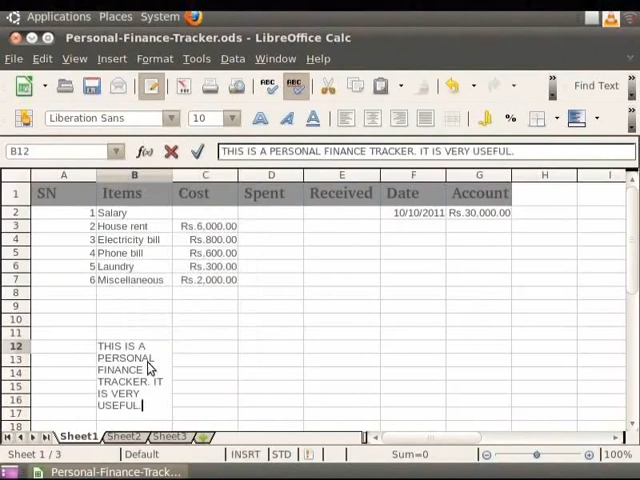 Applications Places System
Personal-Finance-Tracker.ods - LibreOffice Calc
File Edit View Insert Format Tools Data Window Help
ABC ABC Find Text
Liberation Sans 10 A A A %
B12 f(x) THIS IS A PERSONAL FINANCE TRACKER. IT IS VERY USEFUL.
A B C D E F G H I
1 SN Items Cost Spent Received Date Account
2 1 Salary 10/10/2011 Rs.30,000.00
3 2 House rent Rs.6,000.00
4 3 Electricity bill Rs.800.00
5 4 Phone bill Rs.600.00
6 5 Laundry Rs.300.00
7 6 Miscellaneous Rs.2,000.00
8
9
10
11
12 THIS IS A
13 PERSONAL
14 FINANCE
15 TRACKER. IT
16 IS VERY
17 USEFUL.
18
Sheet1 Sheet2 Sheet3
Sheet 1 / 3 Default INSRT STD Sum=0 100%
Personal-Finance-Track...